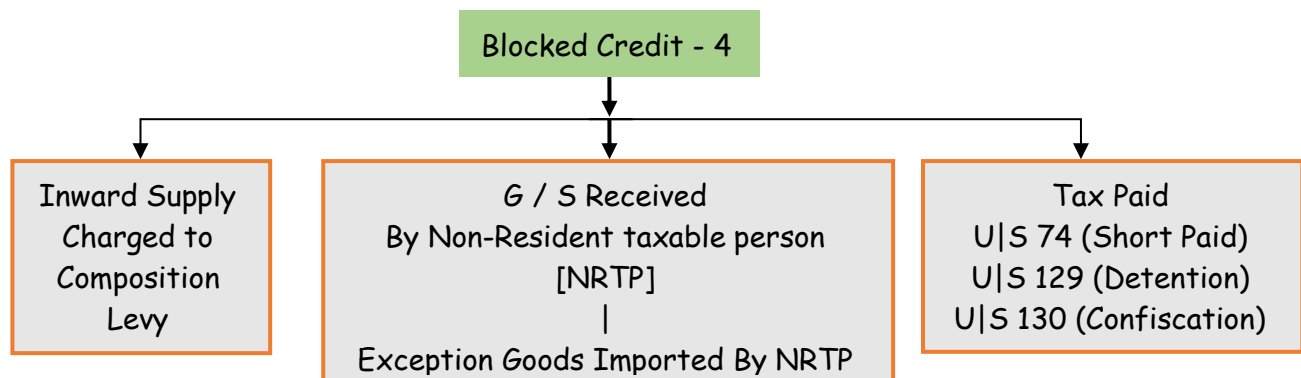 Blocked Credit - 4
Inward Supply
Charged to
Composition
Levy
G / S Received
By Non-Resident taxable person
[NRTP]
|
Exception Goods Imported By NRTP
Tax Paid
U|S 74 (Short Paid)
U|S 129 (Detention)
U|S 130 (Confiscation)